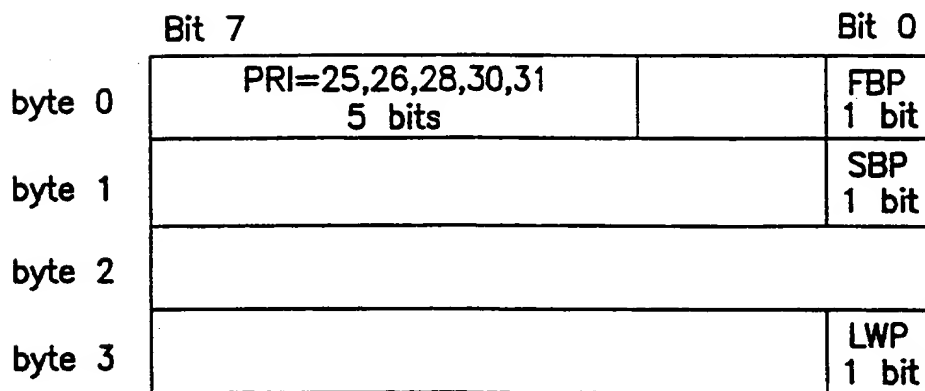 Bit 7 Bit 0
byte 0 PRI=25,26,28,30,31 FBP
5 bits 1 bit
byte 1 SBP
1 bit
byte 2
byte 3 LWP
1 bit